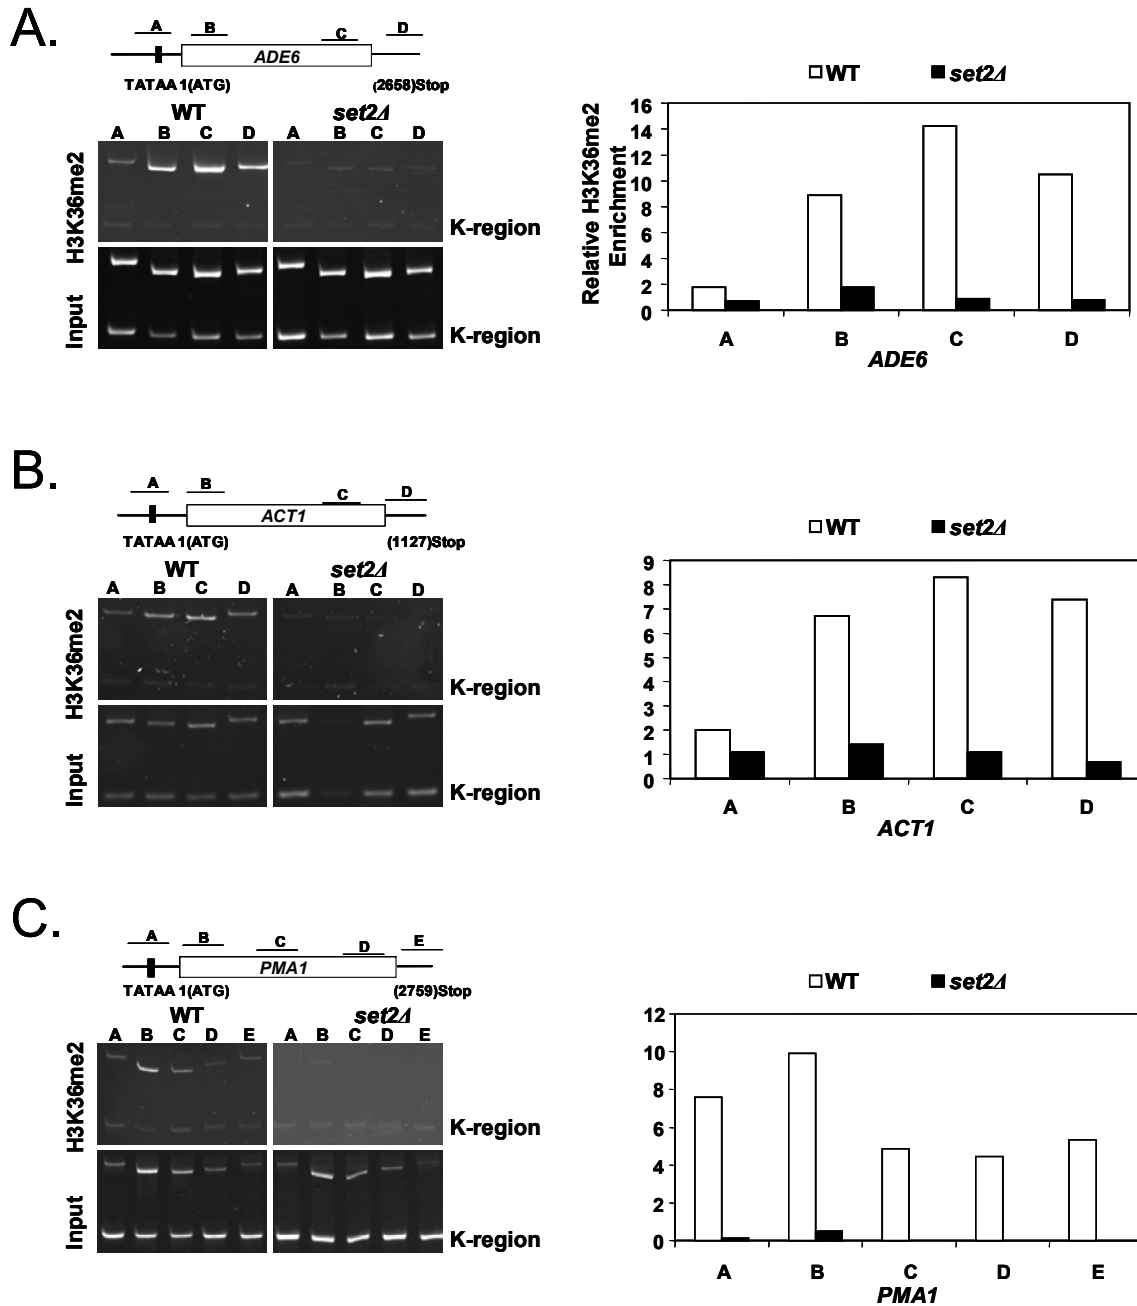 A.
A B C D
ADE6
TATAA 1(ATG) (2658)Stop
WT set2Δ
A B C D A B C D
H3K36me2
K-region
Input
K-region
WT set2Δ
Relative H3K36me2
Enrichment
16
14
12
10
8
6
4
2
0
A B C D
ADE6
B.
A B C D
ACT1
TATAA 1(ATG) (1127)Stop
WT set2Δ
A B C D A B C D
H3K36me2
K-region
Input
K-region
WT set2Δ
9
8
7
6
5
4
3
2
1
0
A B C D
ACT1
C.
A B C D E
PMA1
TATAA 1(ATG) (2759)Stop
WT set2Δ
A B C D E A B C D E
H3K36me2
K-region
Input
K-region
WT set2Δ
12
10
8
6
4
2
0
A B C D E
PMA1